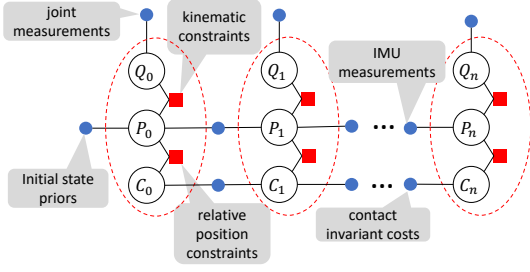 joint
measurements
kinematic
constraints
IMU
measurements
Q0
Q1
Qn
P0
P1
...
Pn
Initial state
priors
C0
C1
...
Cn
relative
position
constraints
contact
invariant costs